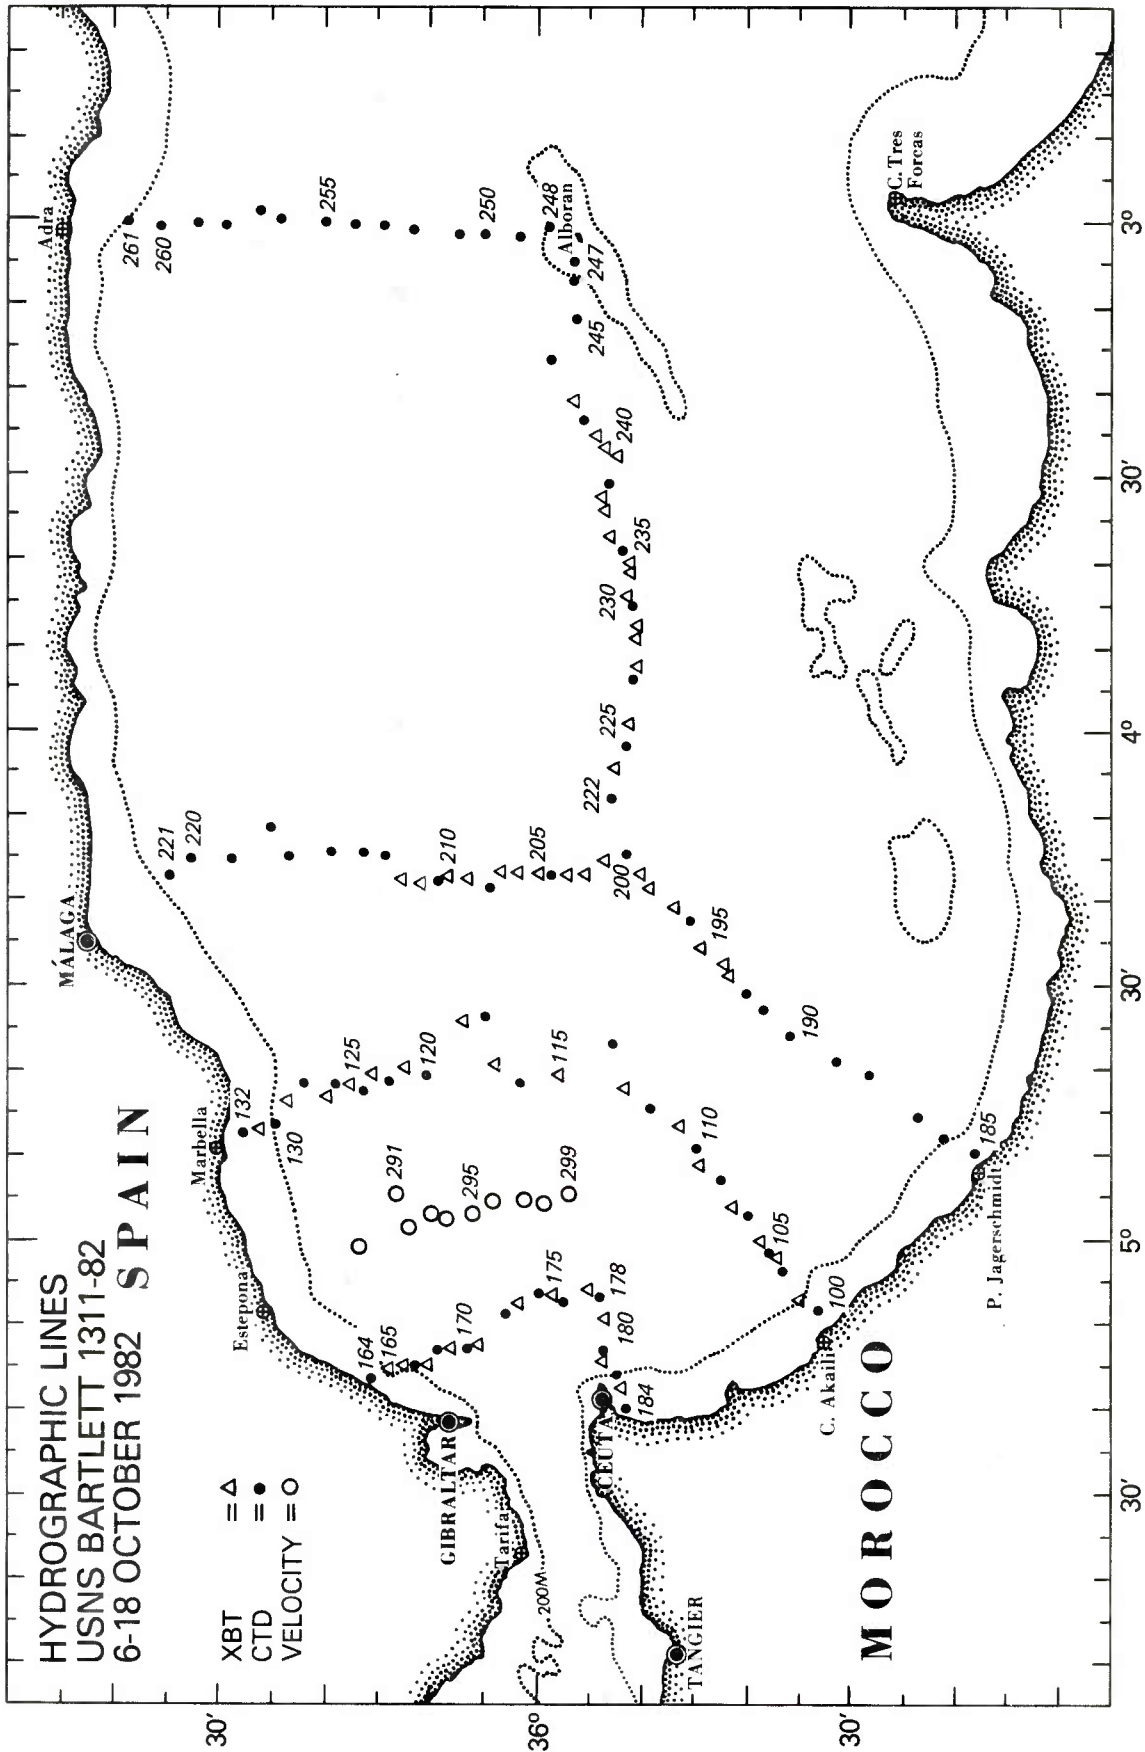 HYDROGRAPHIC LINES
USNS BARTLETT 1311-82
6-18 OCTOBER 1982
SPAIN
XBT = △
CTD = ●
VELOCITY = ○
Estepona
Marbella
MÁLAGA
Adra
GIBRALTAR
Tarifa
200M
CEUTA
TANGIER
MOROCCO
C. Akaili
P. Jagerschmidt
Alboran
C. Tres
Forcas
164
165
170
175
178
180
184
291
295
299
132
130
125
120
115
110
105
100
221
220
210
205
200
195
190
185
222
225
230
235
240
245
247
248
250
255
260
261
30'
36°
30'
30'
5°
30'
4°
30'
3°